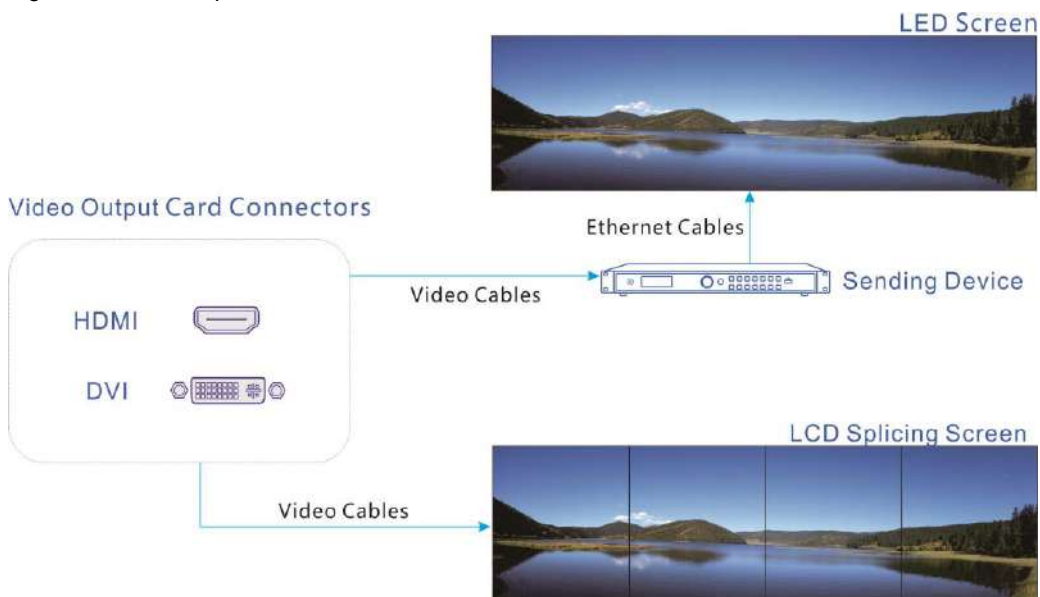 LED Screen
Video Output Card Connectors
Ethernet Cables
Video Cables
Sending Device
HDMI
DVI
LCD Splicing Screen
Video Cables